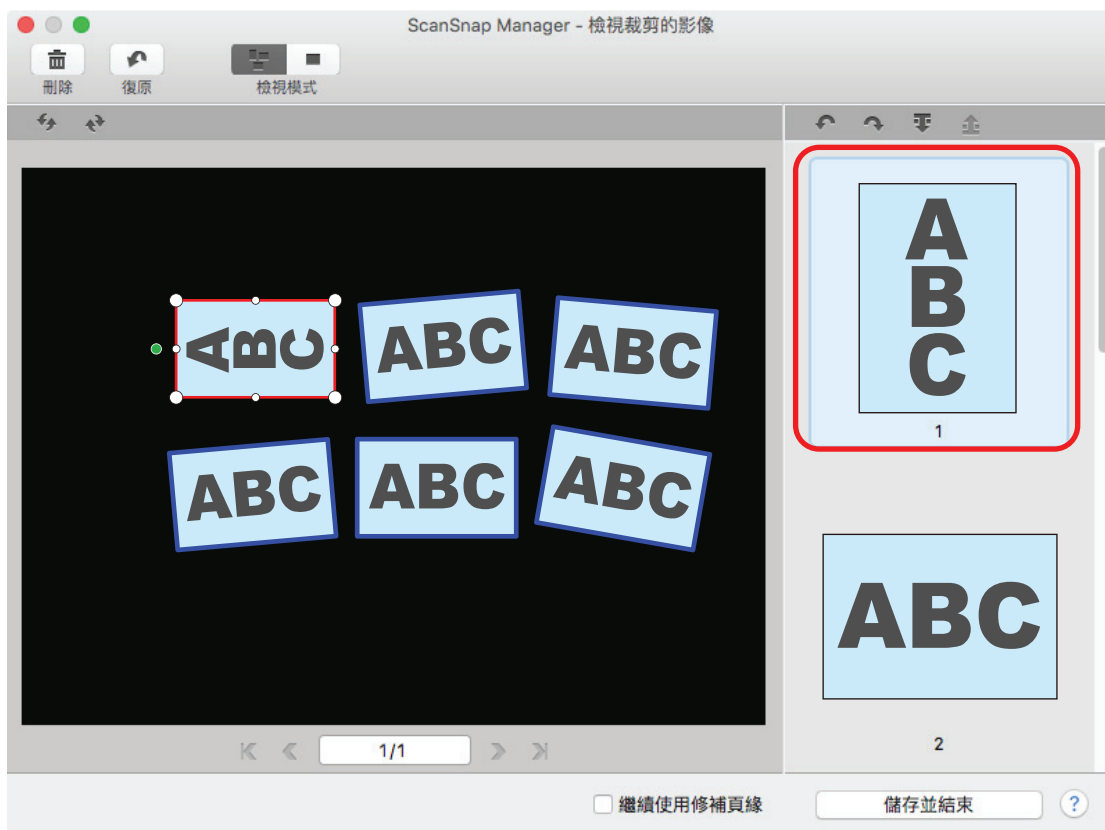 ScanSnap Manager - 檢視裁剪的影像
刪除 復原 檢視模式
ABC ABC ABC
ABC ABC ABC
1/1
A
B
C
1
ABC
2
繼續使用修補頁緣 儲存並結束 ?